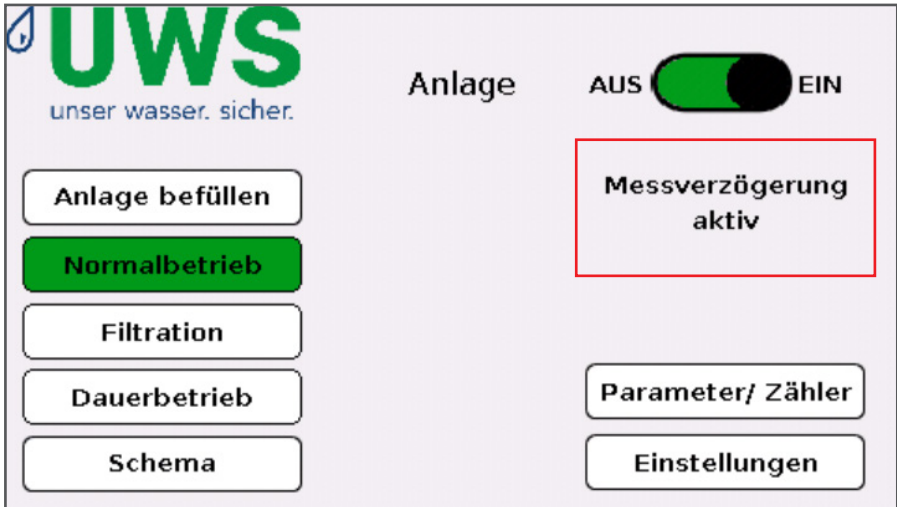 UWS
unser wasser. sicher.
Anlage
AUS
EIN
Messverzögerung
aktiv
Anlage befüllen
Normalbetrieb
Filtration
Dauerbetrieb
Schema
Parameter/ Zähler
Einstellungen